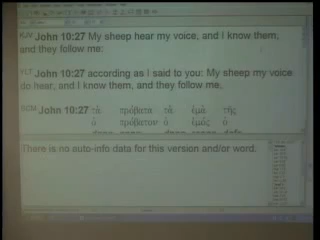 KJV John 10:27 My sheep hear my voice, and I know them,
and they follow me:
YLT John 10:27 according as I said to you: My sheep my voice
do hear, and I know them, and they follow me,
John 10:27 τὰ πρόβατα τὰ ἐμὰ τῆς
ὁ πρόβατον ὁ ἐμός ὁ
There is no auto-info data for this version and/or word.